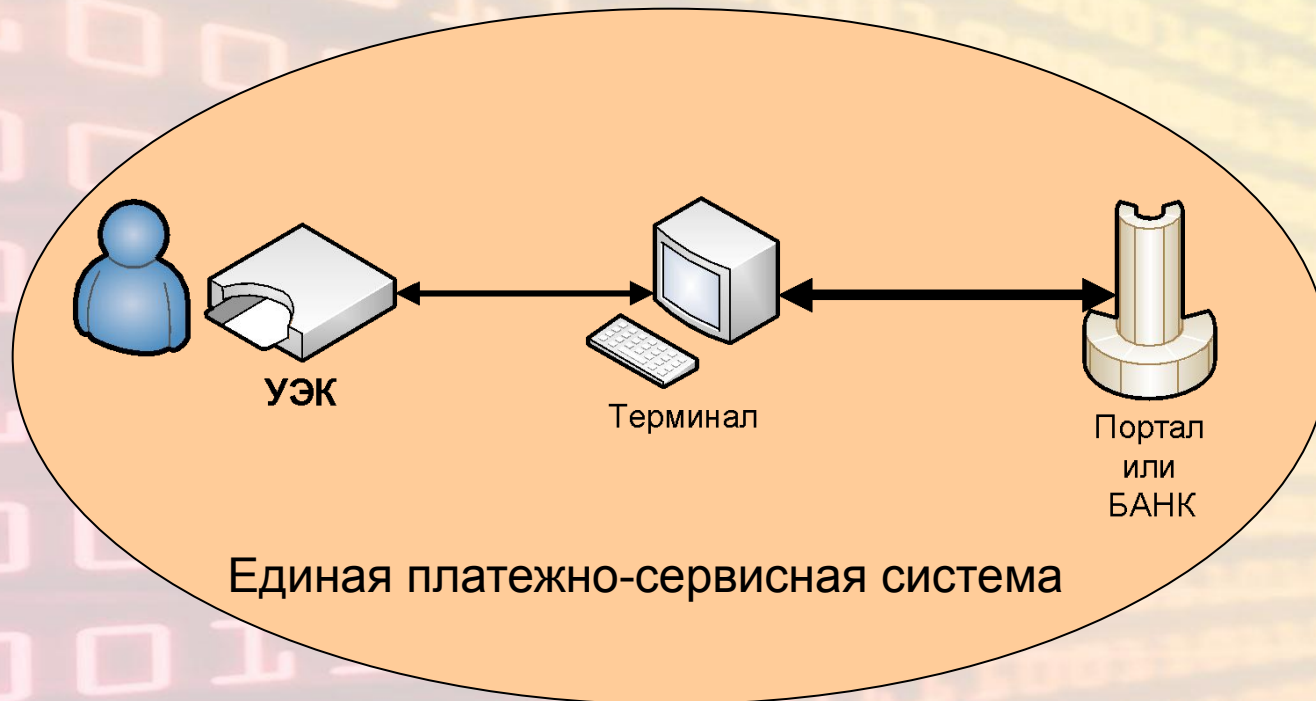 УЭК
Терминал
Портал
или
БАНК
Единая платежно-сервисная система